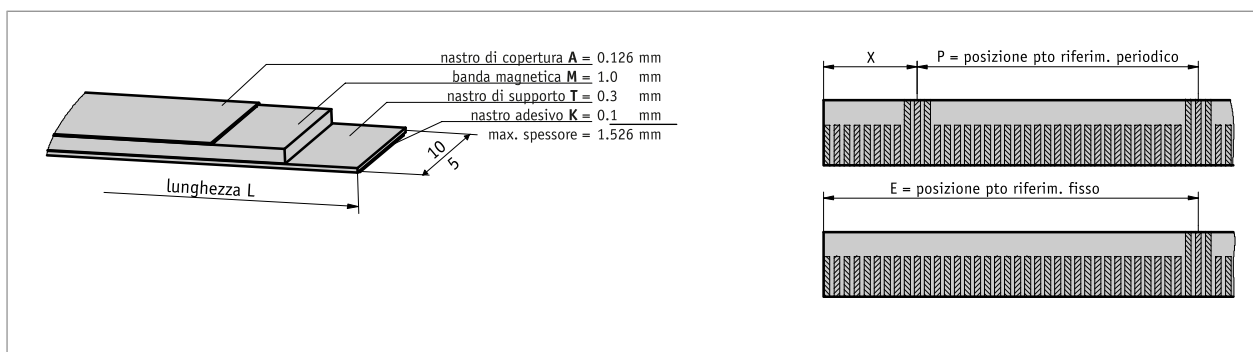 nastro di copertura A = 0.126 mm
banda magnetica M = 1.0 mm
nastro di supporto T = 0.3 mm
nastro adesivo K = 0.1 mm
max. spessore = 1.526 mm
10
5
lunghezza L
X
P = posizione pto riferim. periodico
E = posizione pto riferim. fisso